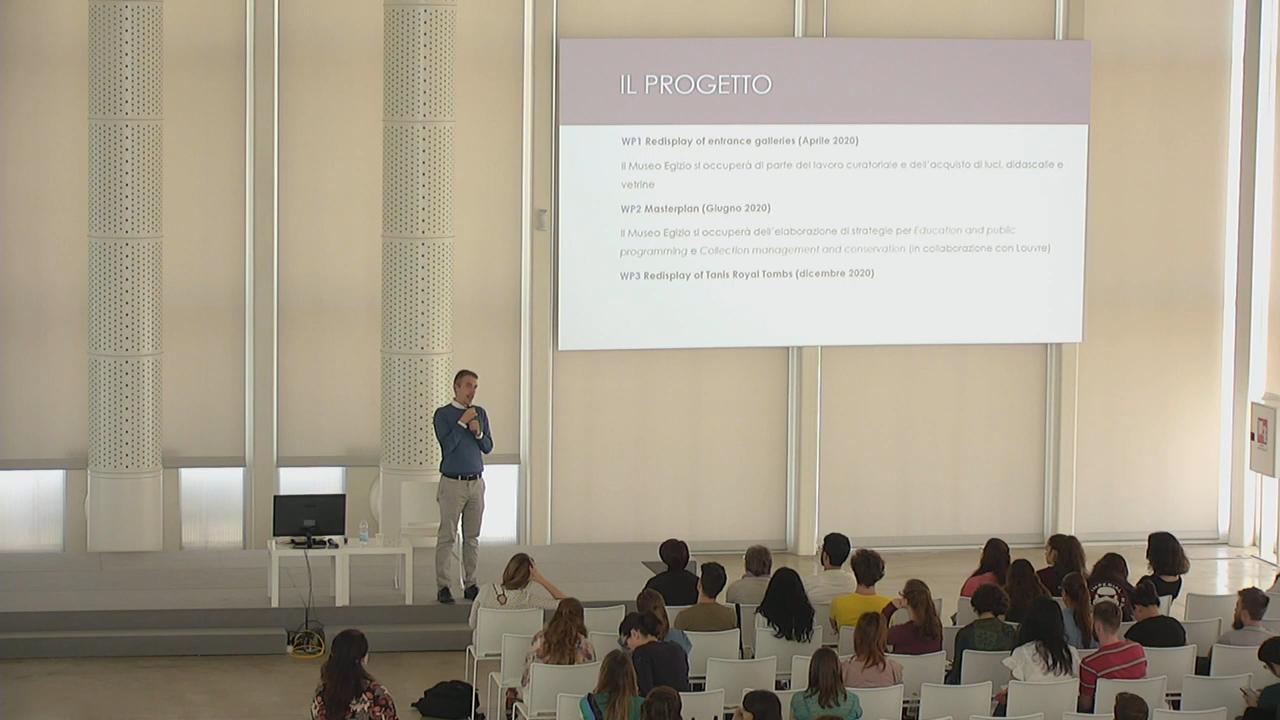 IL PROGETTO
WP1 Redisplay of entrance galleries (Aprile 2020)
Il Museo Egizio si occuperà di parte del lavoro curatoriale e dell'acquisto di luci, didascalie e
vetrine
WP2 Masterplan (Giugno 2020)
Il Museo Egizio si occuperà dell'elaborazione di strategie per Education and public
programming e Collection management and conservation (in collaborazione con Louvre)
WP3 Redisplay of Tanis Royal Tombs (dicembre 2020)